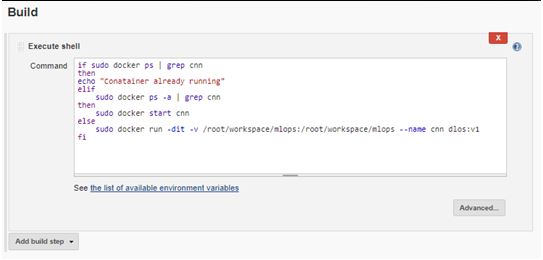 Build
Execute shell
X
Command
if sudo docker ps | grep cnn
then
echo "Conatainer already running"
elif
sudo docker ps -a | grep cnn
then
sudo docker start cnn
else
sudo docker run -dit -v /root/workspace/mlops:/root/workspace/mlops --name cnn dlos:v1
fi
See the list of available environment variables
Advanced...
Add build step